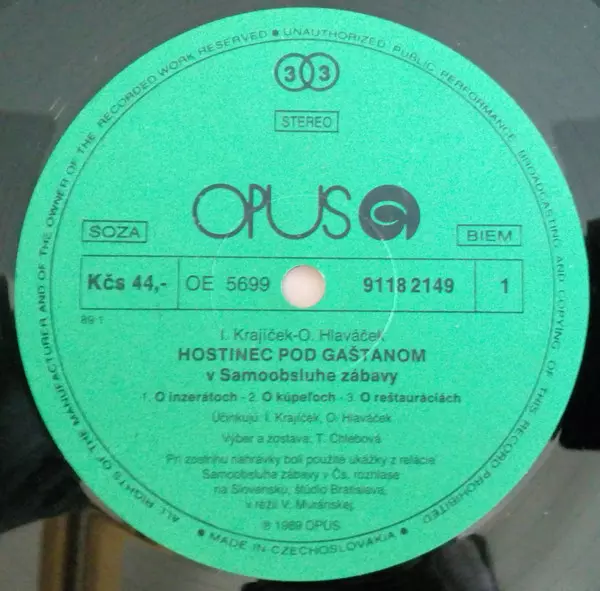 ALL RIGHTS OF THE MANUFACTURER AND OF THE OWNER OF THE RECORDED WORK RESERVED • UNAUTHORIZED PUBLIC PERFORMANCE BROADCASTING AND COPYING OF THIS RECORD PROHIBITED
33
STEREO
OPUS
SOZA
BIEM
Kčs 44,- OE 5699 9118 2149 1
89 1
I. Krajíček-O. Hlaváček
HOSTINEC POD GAŠTANOM
v Samoobsluhe zábavy
1. O inzerátoch - 2. O kúpeľoch - 3. O reštauráciách
Účinkujú: I. Krajíček, O. Hlaváček
Výber a zostava: T. Chlebová
Pri zostrihu nahrávky boli použité ukážky z relácie
Samoobsluha zábavy v Čs. rozhlase
na Slovensku, štúdio Bratislava,
v réžii V. Muránskej
℗ 1989 OPUS
• MADE IN CZECHOSLOVAKIA •